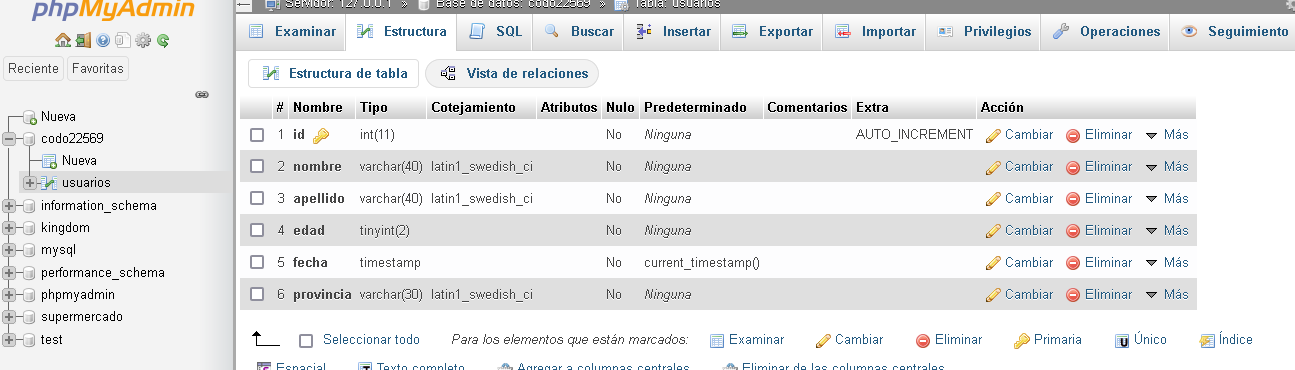 phpMyAdmin
Servidor: 127.0.0.1 » Base de datos: codo22569 » Tabla: usuarios
Examinar Estructura SQL Buscar Insertar Exportar Importar Privilegios Operaciones Seguimiento
Reciente Favoritas
Nueva
codo22569
Nueva
usuarios
information_schema
kingdom
mysql
performance_schema
phpmyadmin
supermercado
test
Estructura de tabla Vista de relaciones
# Nombre Tipo Cotejamiento Atributos Nulo Predeterminado Comentarios Extra Acción
1 id int(11) No Ninguna AUTO_INCREMENT Cambiar Eliminar Más
2 nombre varchar(40) latin1_swedish_ci No Ninguna Cambiar Eliminar Más
3 apellido varchar(40) latin1_swedish_ci No Ninguna Cambiar Eliminar Más
4 edad tinyint(2) No Ninguna Cambiar Eliminar Más
5 fecha timestamp No current_timestamp() Cambiar Eliminar Más
6 provincia varchar(30) latin1_swedish_ci No Ninguna Cambiar Eliminar Más
Seleccionar todo Para los elementos que están marcados: Examinar Cambiar Eliminar Primaria Único Índice
Espacial Texto completo Agregar a columnas centrales Eliminar de las columnas centrales